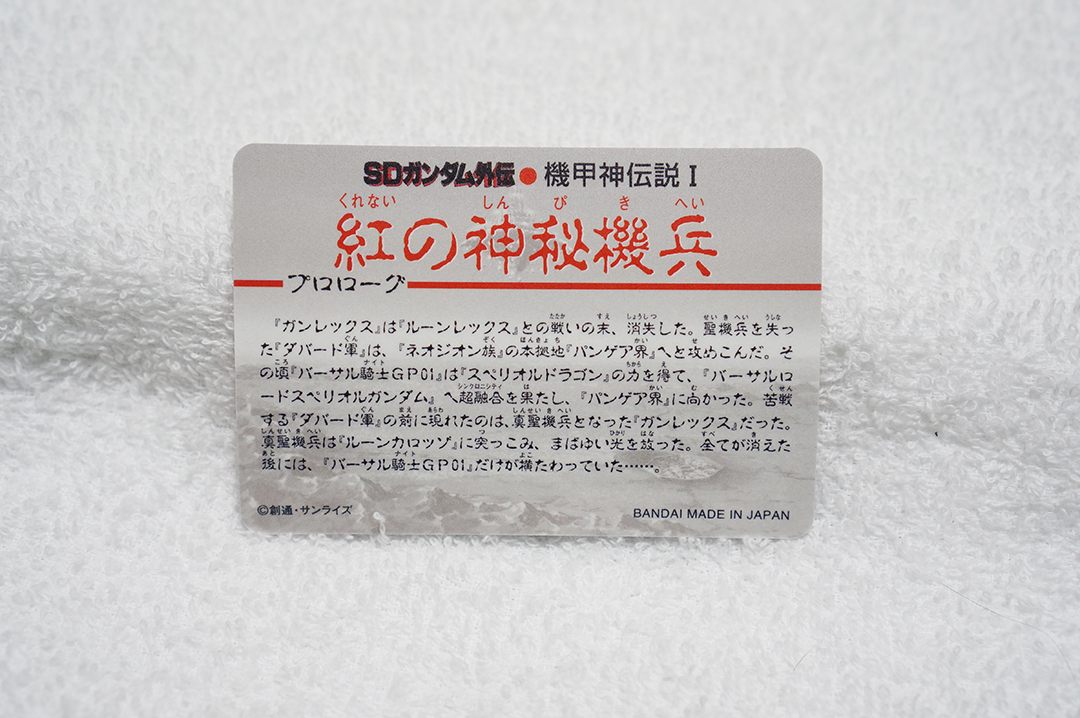 SDガンダム外伝●機甲神伝説Ⅰ
くれない しんぴきへい
紅の神秘機兵
プロローグ
『ガンレックス』は『ルーンレックス』との戦いの末、消失した。聖機兵を失っ
た『ダバード軍』は、『ネオジオン族』の本拠地『パンゲア界』へと攻めこんだ。そ
の頃『バーサル騎士GP01』は『スペリオルドラゴン』の力を得て、『バーサルロ
ードスペリオルガンダム』へ超融合を果たし、『パンゲア界』に向かった。苦戦
する『ダバード軍』の前に現れたのは、真聖機兵となった『ガンレックス』だった。
真聖機兵は『ルーンカロッゾ』に突っこみ、まばゆい光を放った。全てが消えた
後には、『バーサル騎士GP01』だけが横たわっていた……。
©創通・サンライズ
BANDAI MADE IN JAPAN